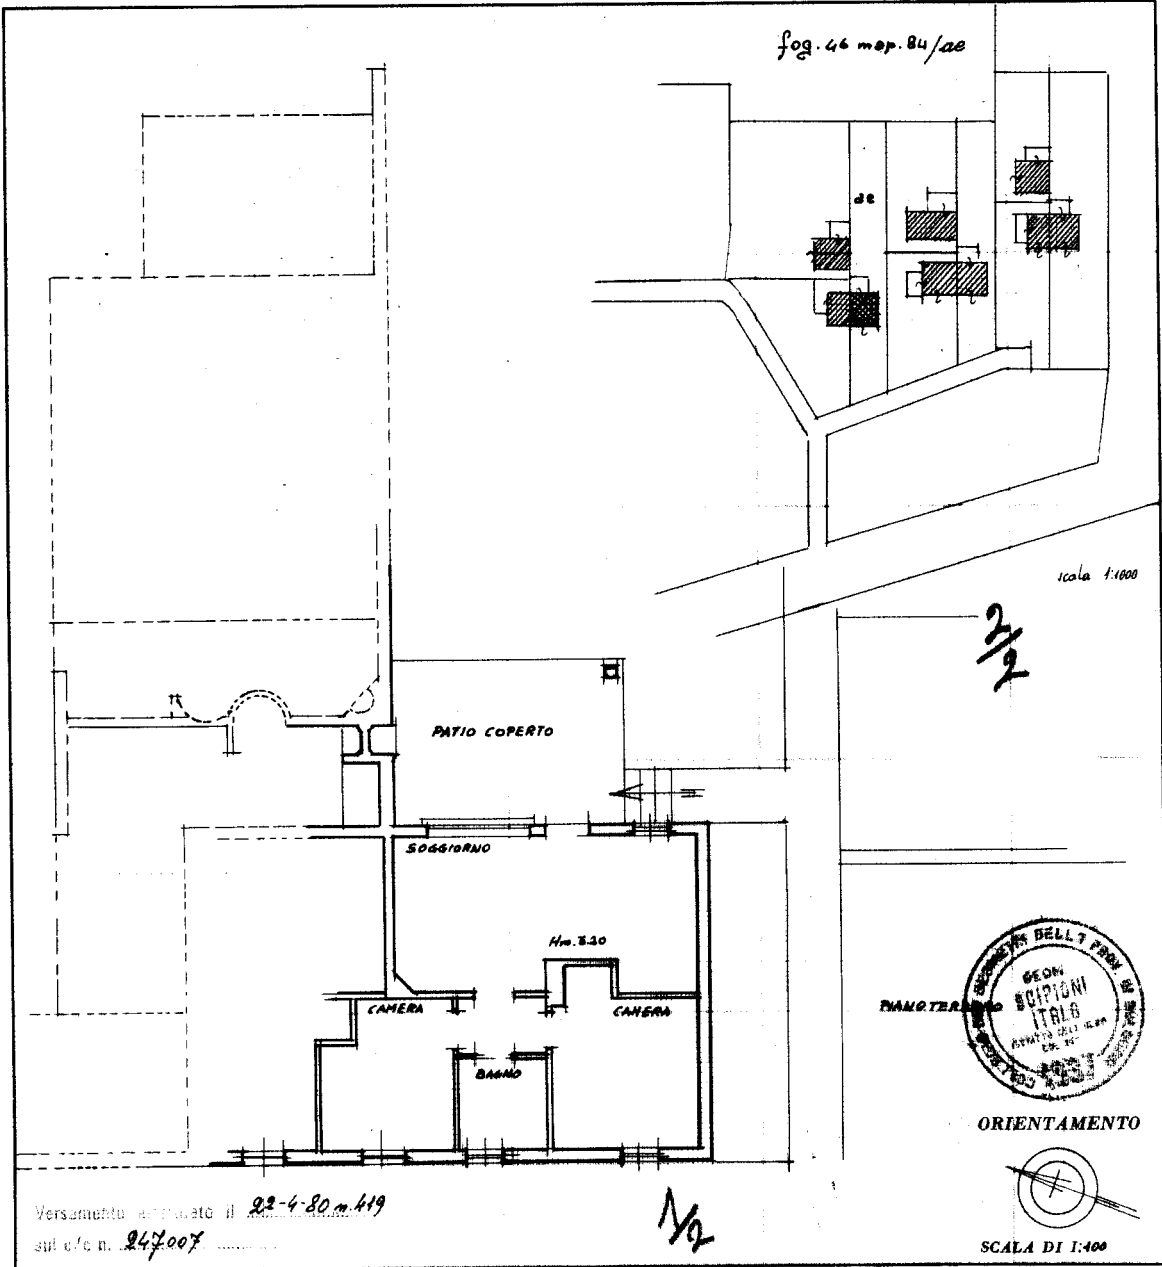 fog. 46 map. 84/ae
ae
scala 1:1000
2/2
PATIO COPERTO
SOGGIORNO
Hm. 3.20
CAMERA
CAMERA
BAGNO
PIANO TERRENO
GEOM.
SCIPIONI
ITALO
ORIENTAMENTO
SCALA DI 1:100
Versamento il 22-4-80 n. 419
sul c/c n. 247007
1/2